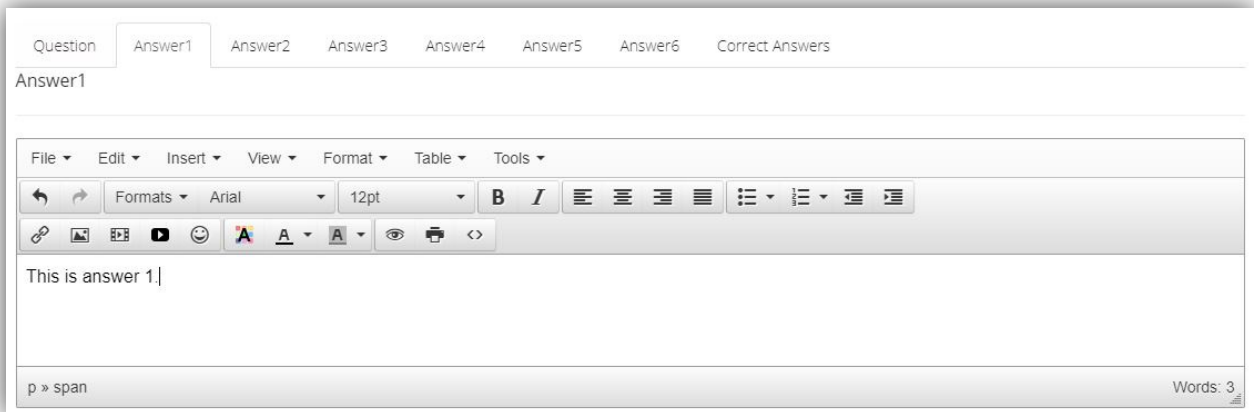 Question Answer1 Answer2 Answer3 Answer4 Answer5 Answer6 Correct Answers
Answer1
File Edit Insert View Format Table Tools
Formats Arial 12pt B I
A A A
This is answer 1.
p » span Words: 3